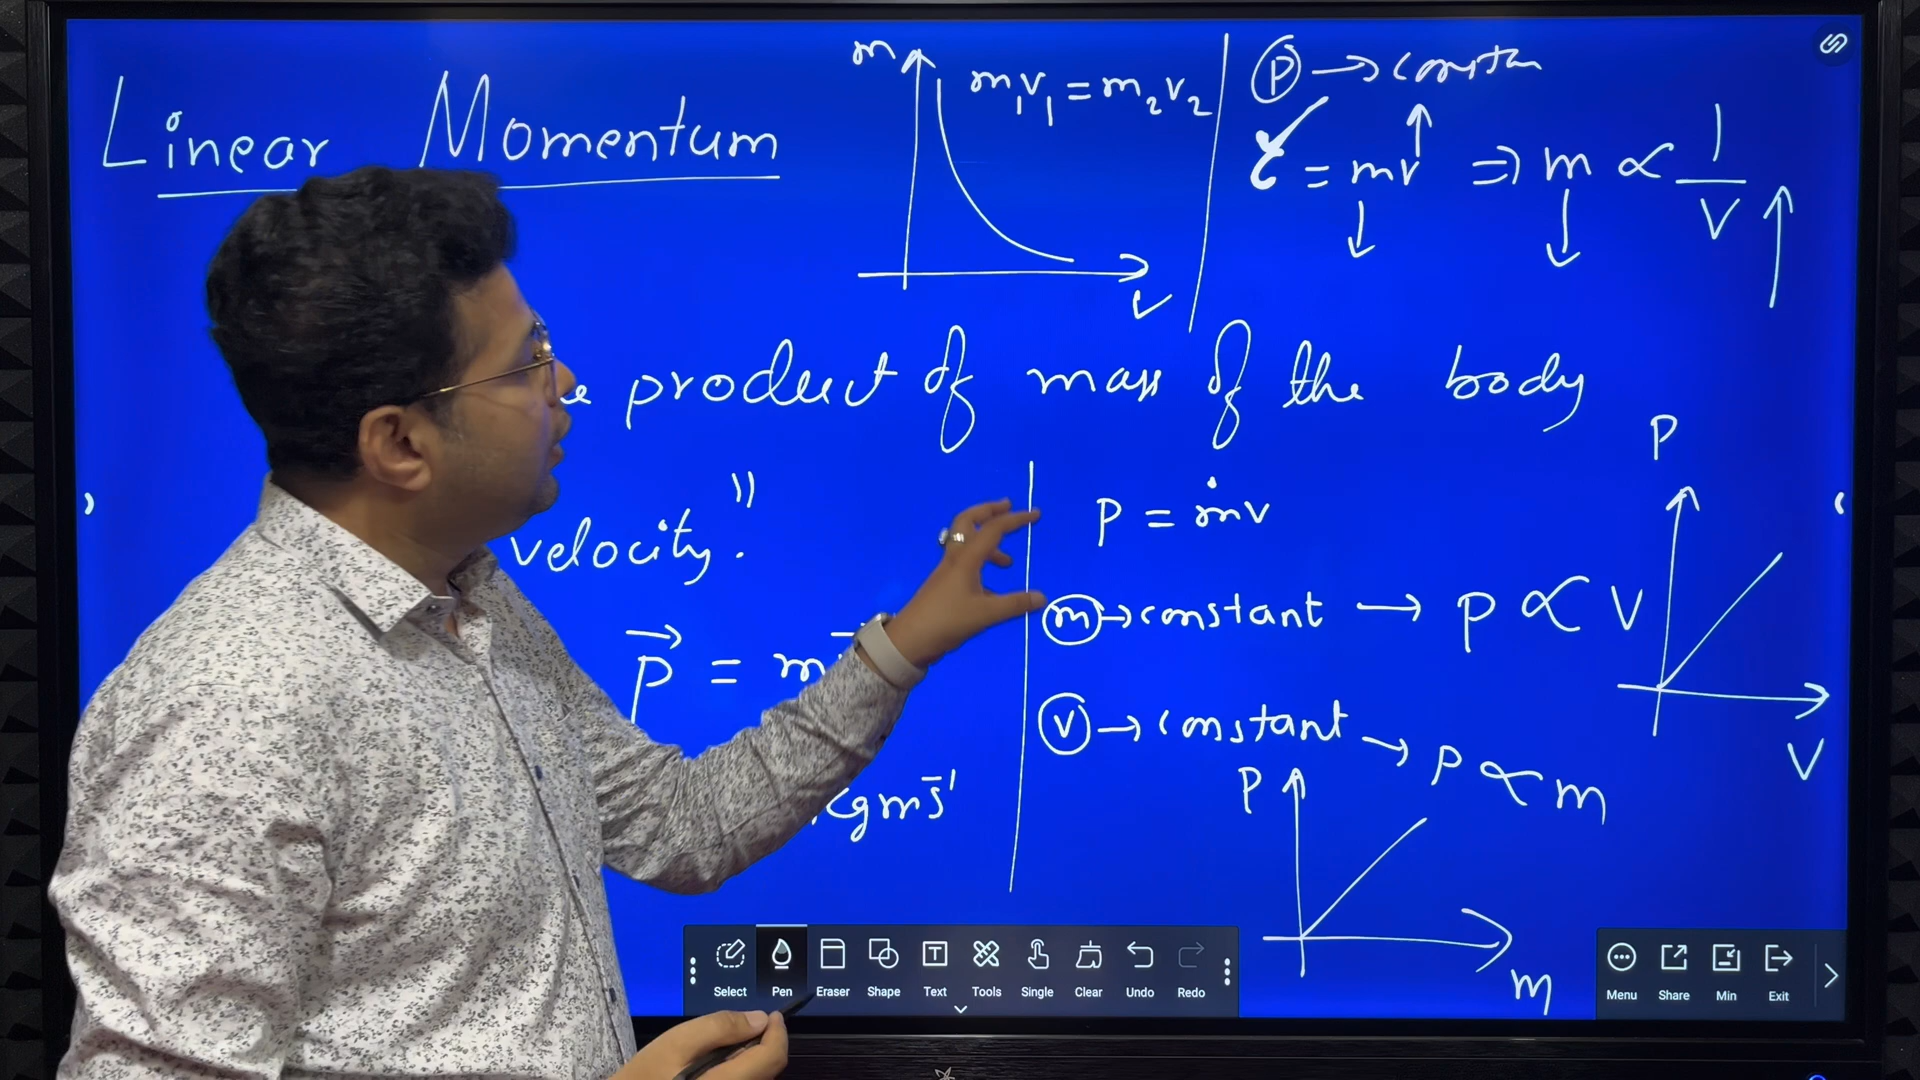 Linear Momentum
m
m₁v₁ = m₂v₂
v
p → constan
= mv ⇒ m ∝ 1/v
product of mass of the body
velocity."
p⃗ = m
kgms⁻¹
p = mv
m → constant → p ∝ v
v → constant → p ∝ m
p
v
p
m
Select Pen Eraser Shape Text Tools Single Clear Undo Redo
Menu Share Min Exit